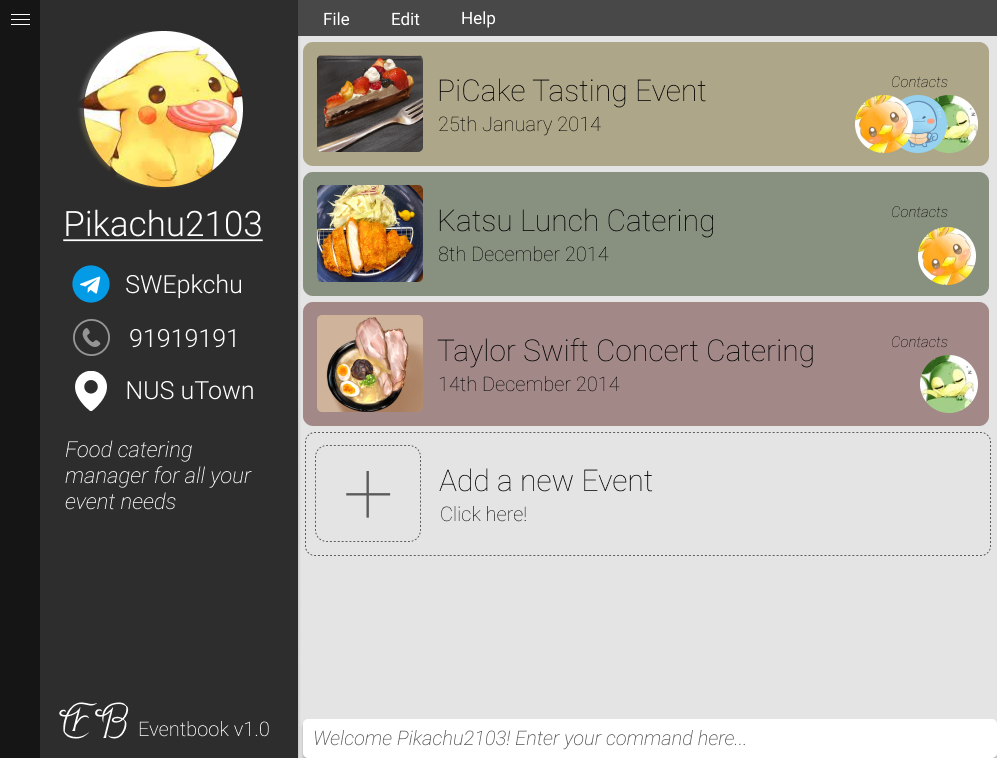 File Edit Help
Pikachu2103
SWEpkchu
91919191
NUS uTown
Food catering
manager for all your
event needs
EB Eventbook v1.0
PiCake Tasting Event
25th January 2014
Contacts
Katsu Lunch Catering
8th December 2014
Contacts
Taylor Swift Concert Catering
14th December 2014
Contacts
Add a new Event
Click here!
Welcome Pikachu2103! Enter your command here...